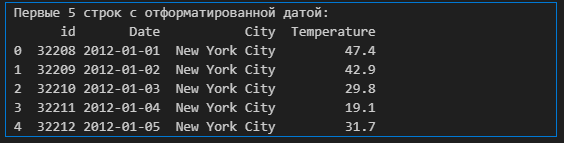 Первые 5 строк с отформатированной датой:
id Date City Temperature
0 32208 2012-01-01 New York City 47.4
1 32209 2012-01-02 New York City 42.9
2 32210 2012-01-03 New York City 29.8
3 32211 2012-01-04 New York City 19.1
4 32212 2012-01-05 New York City 31.7